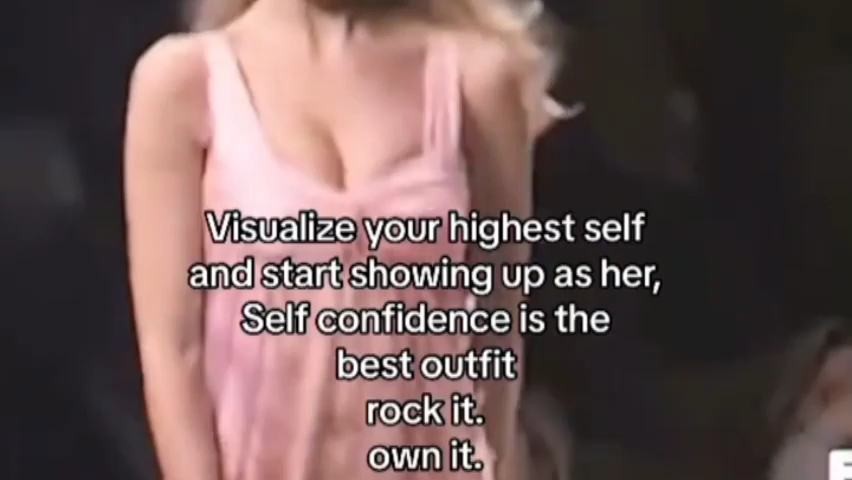 Visualize your highest self
and start showing up as her,
Self confidence is the
best outfit
rock it.
own it.